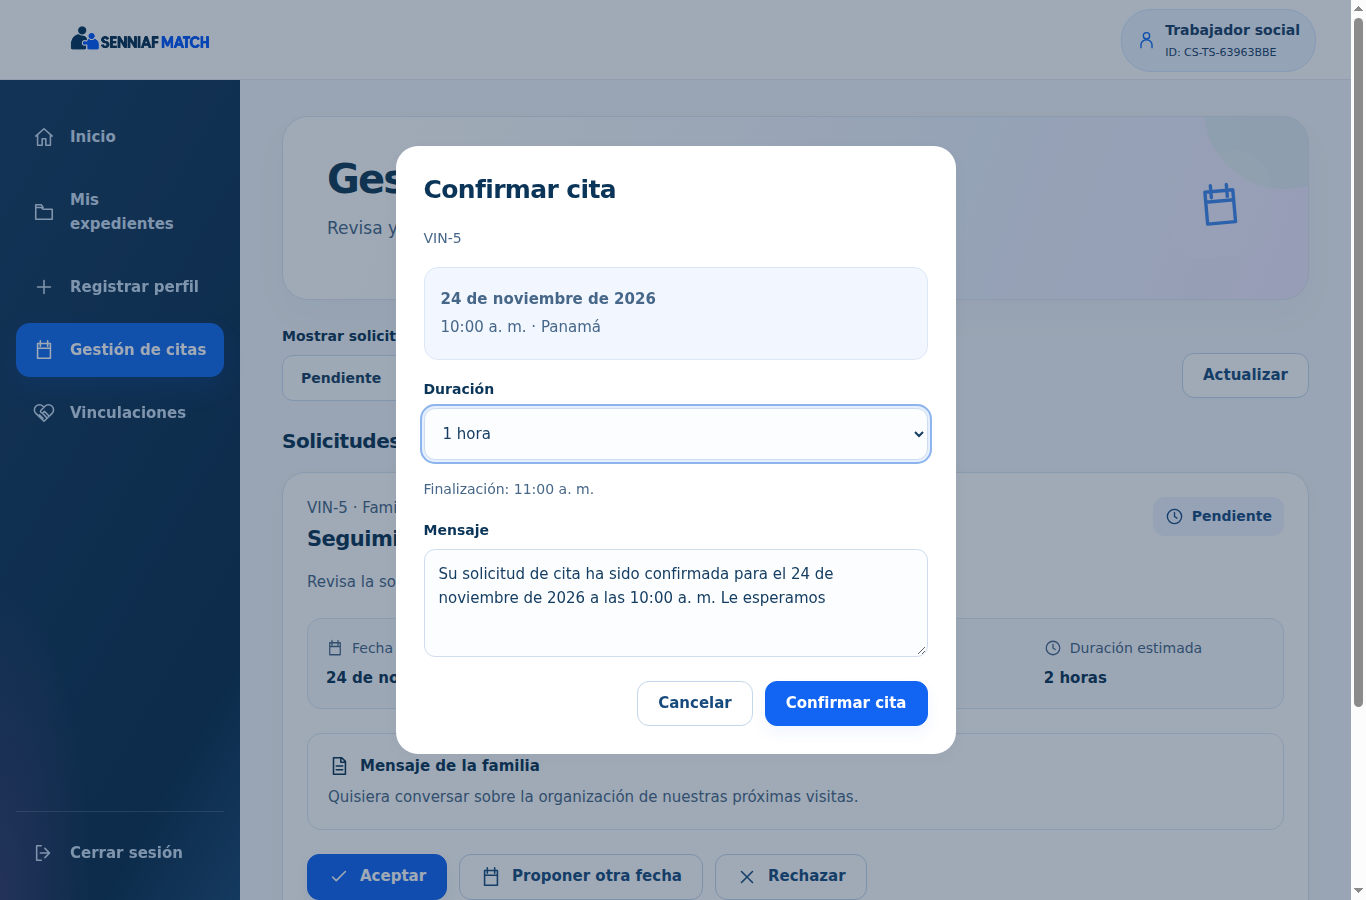 SENNIAF MATCH
Trabajador social
ID: CS-TS-63963BBE
Inicio
Mis
expedientes
Registrar perfil
Gestión de citas
Vinculaciones
Cerrar sesión
Ges
Revisa y
Mostrar solicit
Pendiente
Actualizar
Solicitudes
VIN-5 · Fami
Pendiente
Seguimi
Revisa la so
Fecha
24 de no
Duración estimada
2 horas
Mensaje de la familia
Quisiera conversar sobre la organización de nuestras próximas visitas.
Aceptar
Proponer otra fecha
Rechazar
Confirmar cita
VIN-5
24 de noviembre de 2026
10:00 a. m. · Panamá
Duración
1 hora
Finalización: 11:00 a. m.
Mensaje
Su solicitud de cita ha sido confirmada para el 24 de
noviembre de 2026 a las 10:00 a. m. Le esperamos
Cancelar
Confirmar cita